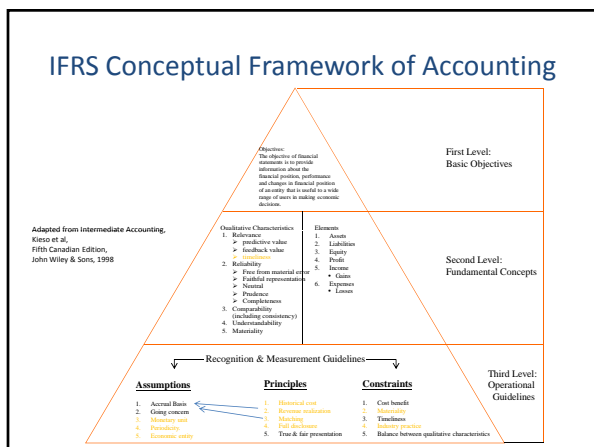 IFRS Conceptual Framework of Accounting
Objectives:
The objective of financial
statements is to provide
information about the
financial position, performance
and changes in financial position
of an entity that is useful to a wide
range of users in making economic
decisions.
First Level:
Basic Objectives
Adapted from Intermediate Accounting,
Kieso et al,
Fifth Canadian Edition,
John Wiley & Sons, 1998
Qualitative Characteristics
1. Relevance
➢ predictive value
➢ feedback value
➢ timeliness
2. Reliability
➢ Free from material error
➢ Faithful representation
➢ Neutral
➢ Prudence
➢ Completeness
3. Comparability
(including consistency)
4. Understandability
5. Materiality
Elements
1. Assets
2. Liabilities
3. Equity
4. Profit
5. Income
• Gains
6. Expenses
• Losses
Second Level:
Fundamental Concepts
Recognition & Measurement Guidelines
Assumptions
1. Accrual Basis
2. Going concern
3. Monetary unit
4. Periodicity
5. Economic entity
Principles
1. Historical cost
2. Revenue realization
3. Matching
4. Full disclosure
5. True & fair presentation
Constraints
1. Cost benefit
2. Materiality
3. Timeliness
4. Industry practice
5. Balance between qualitative characteristics
Third Level:
Operational
Guidelines